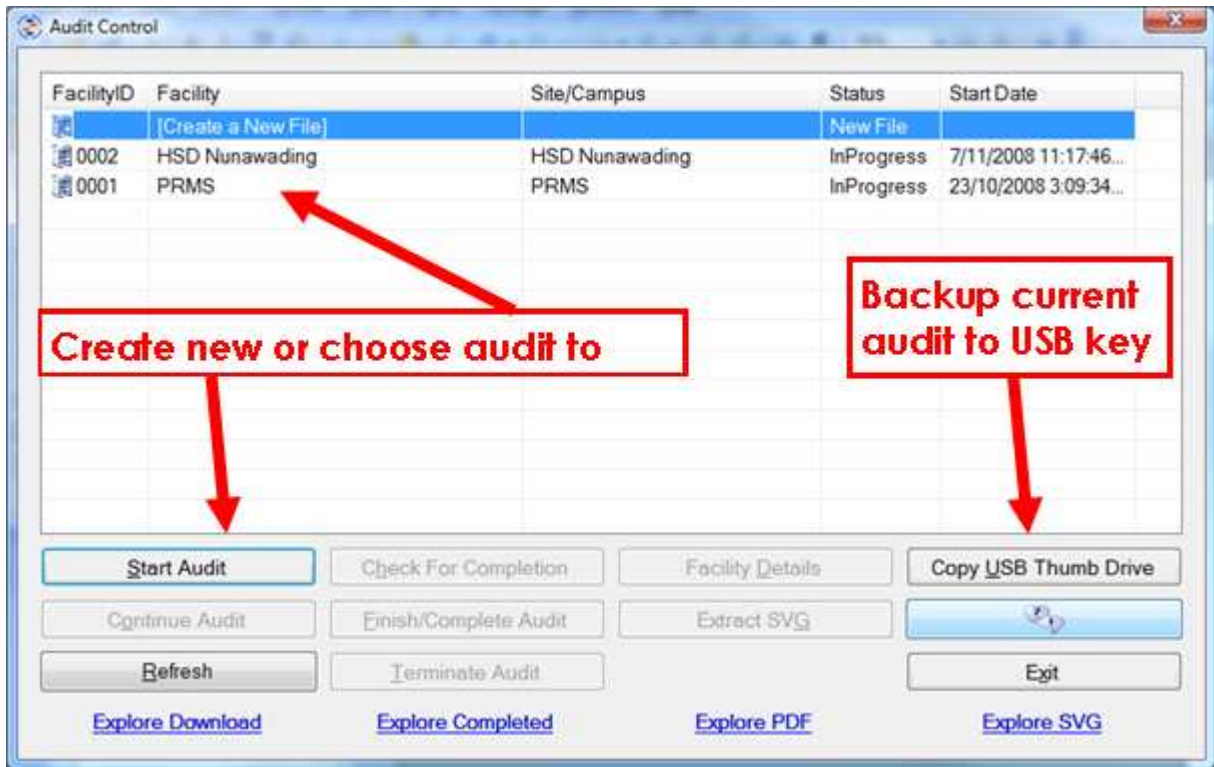 Audit Control
FacilityID Facility Site/Campus Status Start Date
[Create a New File] New File
0002 HSD Nunawading HSD Nunawading InProgress 7/11/2008 11:17:46...
0001 PRMS PRMS InProgress 23/10/2008 3:09:34...
Backup current
audit to USB key
Create new or choose audit to
Start Audit Check For Completion Facility Details Copy USB Thumb Drive
Continue Audit Finish/Complete Audit Extract SVG
Refresh Terminate Audit Exit
Explore Download Explore Completed Explore PDF Explore SVG